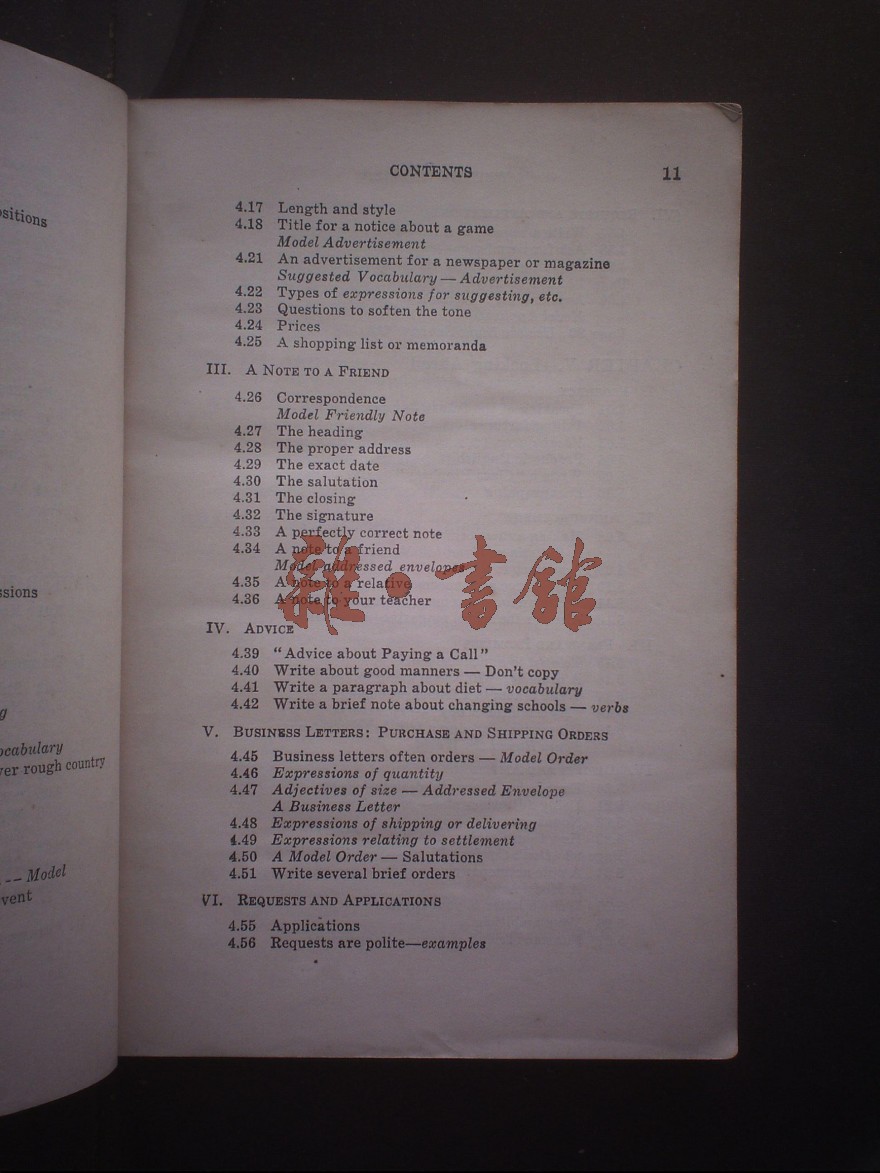 ositions
ssions
g
ocabulary
ver rough country
-- Model
vent
CONTENTS 11
4.17 Length and style
4.18 Title for a notice about a game
Model Advertisement
4.21 An advertisement for a newspaper or magazine
Suggested Vocabulary — Advertisement
4.22 Types of expressions for suggesting, etc.
4.23 Questions to soften the tone
4.24 Prices
4.25 A shopping list or memoranda
III. A NOTE TO A FRIEND
4.26 Correspondence
Model Friendly Note
4.27 The heading
4.28 The proper address
4.29 The exact date
4.30 The salutation
4.31 The closing
4.32 The signature
4.33 A perfectly correct note
4.34 A note to a friend
Model addressed envelopes
4.35 A note to a relative
4.36 A note to your teacher
雜·書館
IV. ADVICE
4.39 "Advice about Paying a Call"
4.40 Write about good manners — Don't copy
4.41 Write a paragraph about diet — vocabulary
4.42 Write a brief note about changing schools — verbs
V. BUSINESS LETTERS: PURCHASE AND SHIPPING ORDERS
4.45 Business letters often orders — Model Order
4.46 Expressions of quantity
4.47 Adjectives of size — Addressed Envelope
A Business Letter
4.48 Expressions of shipping or delivering
4.49 Expressions relating to settlement
4.50 A Model Order — Salutations
4.51 Write several brief orders
VI. REQUESTS AND APPLICATIONS
4.55 Applications
4.56 Requests are polite—examples